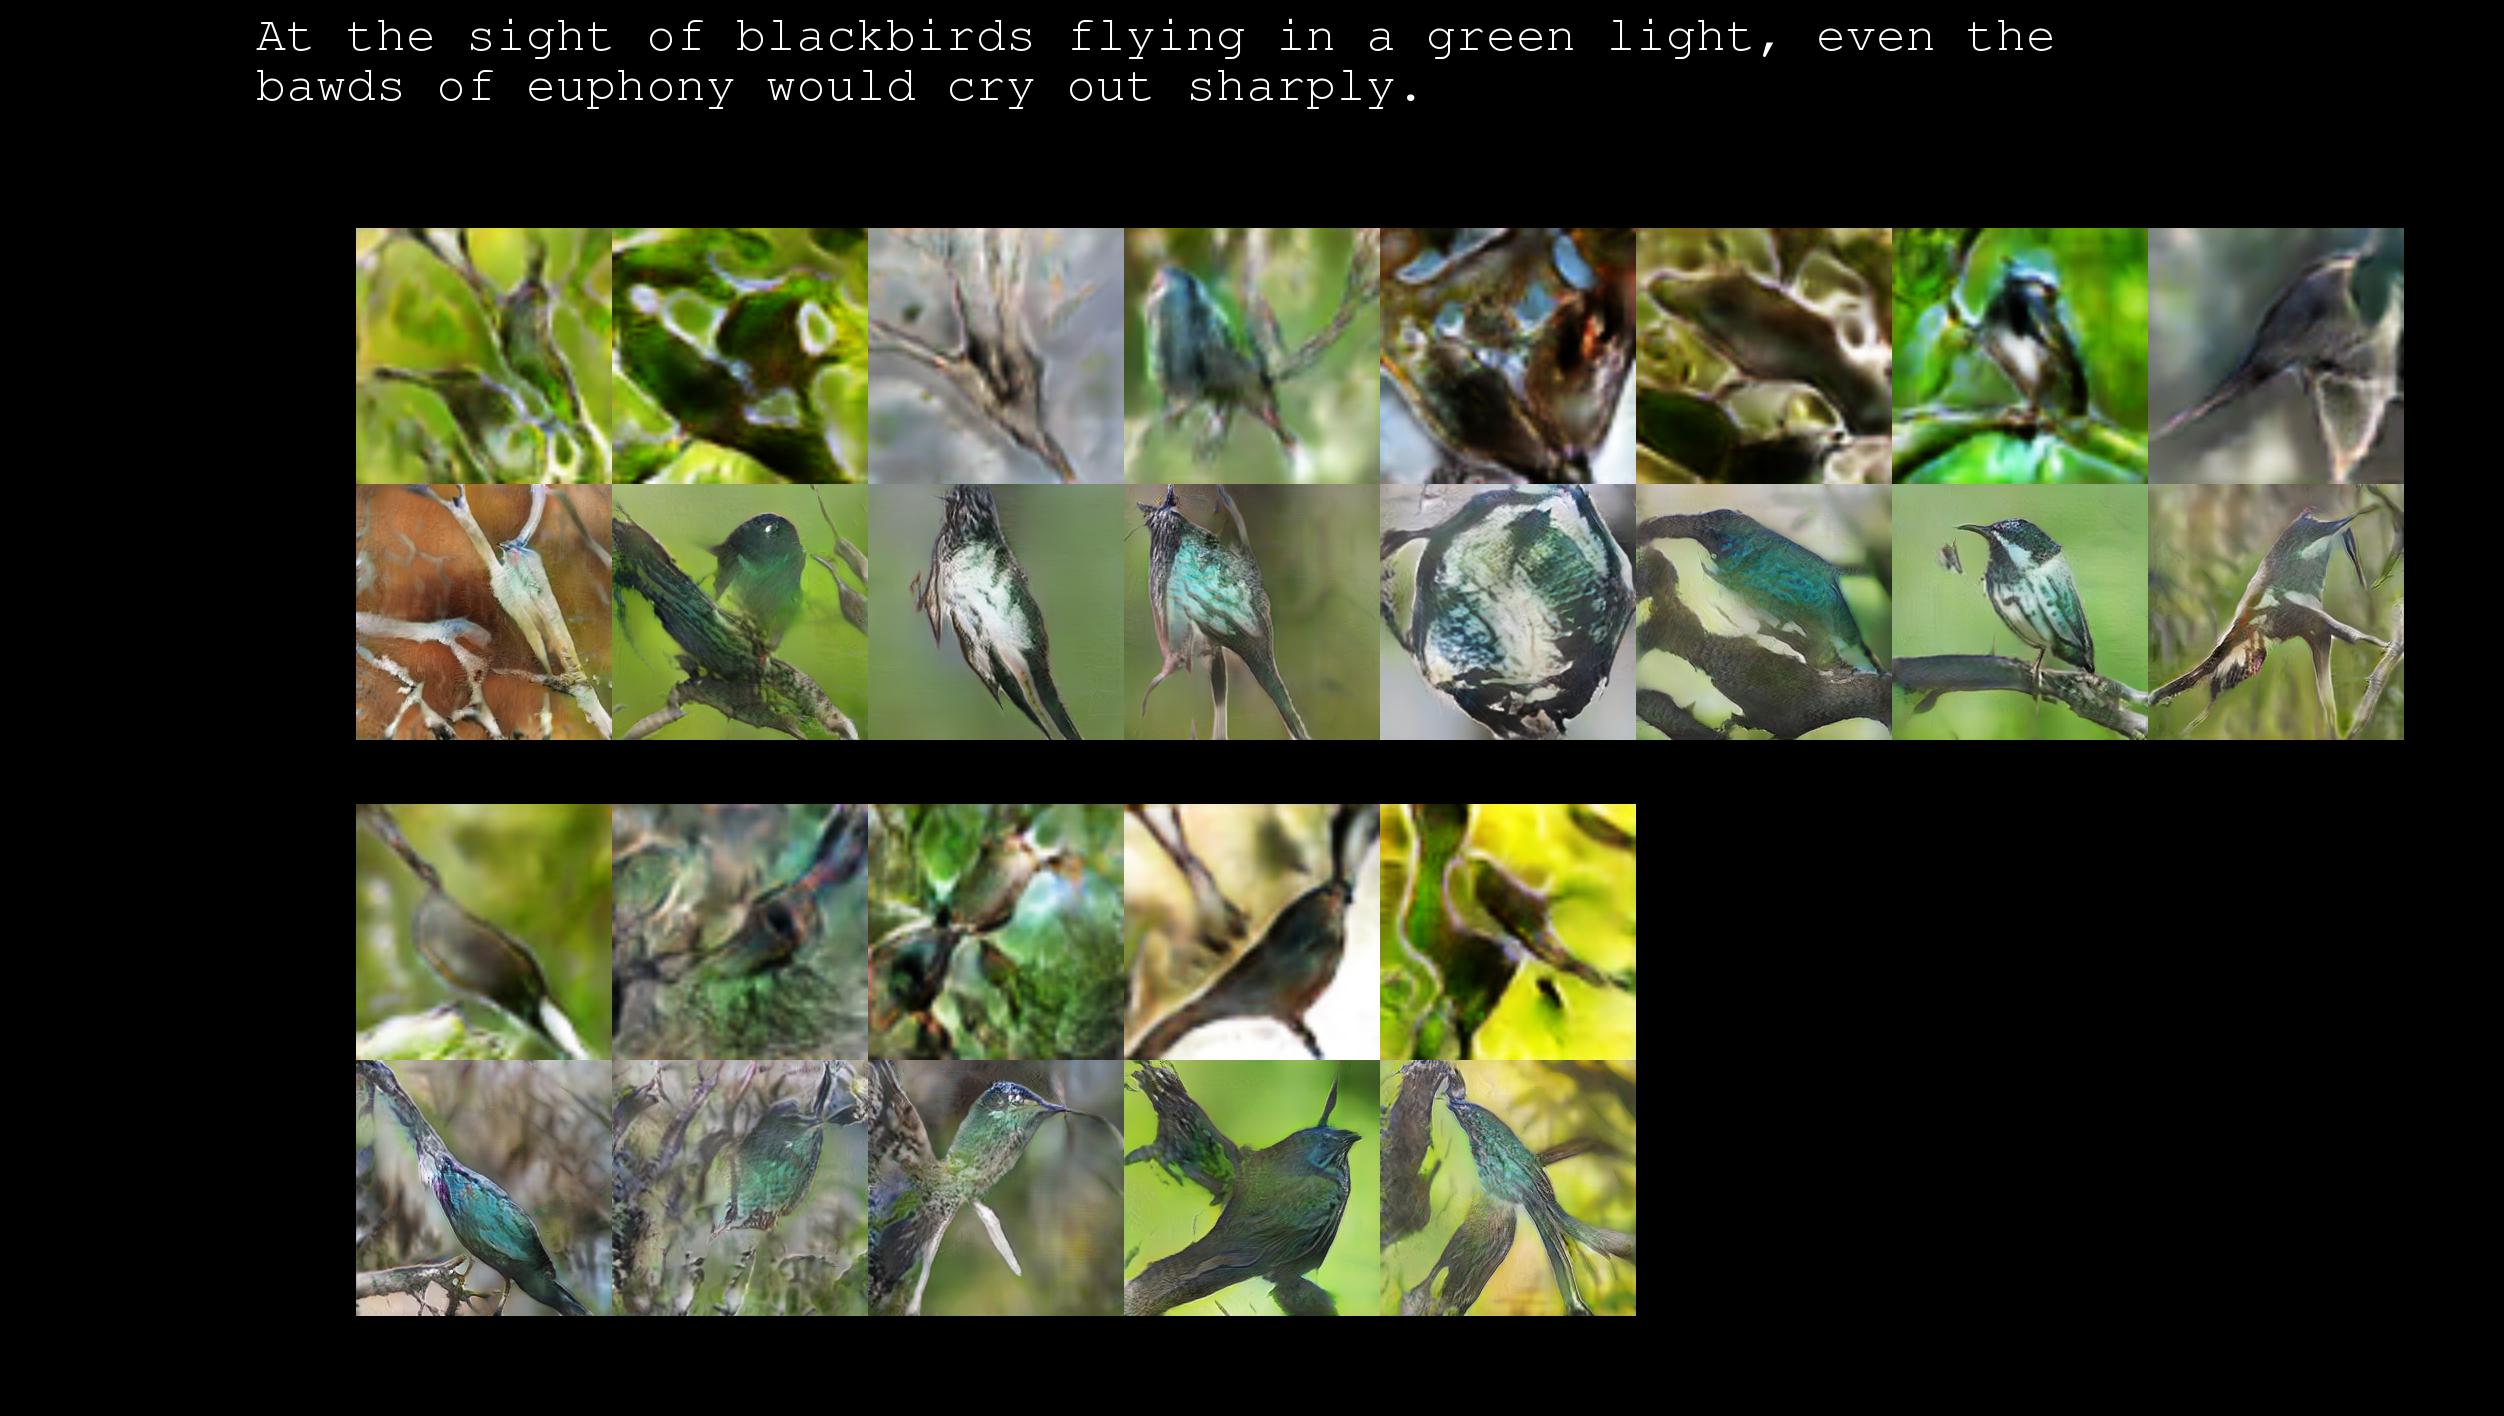 At the sight of blackbirds flying in a green light, even the
bawds of euphony would cry out sharply.